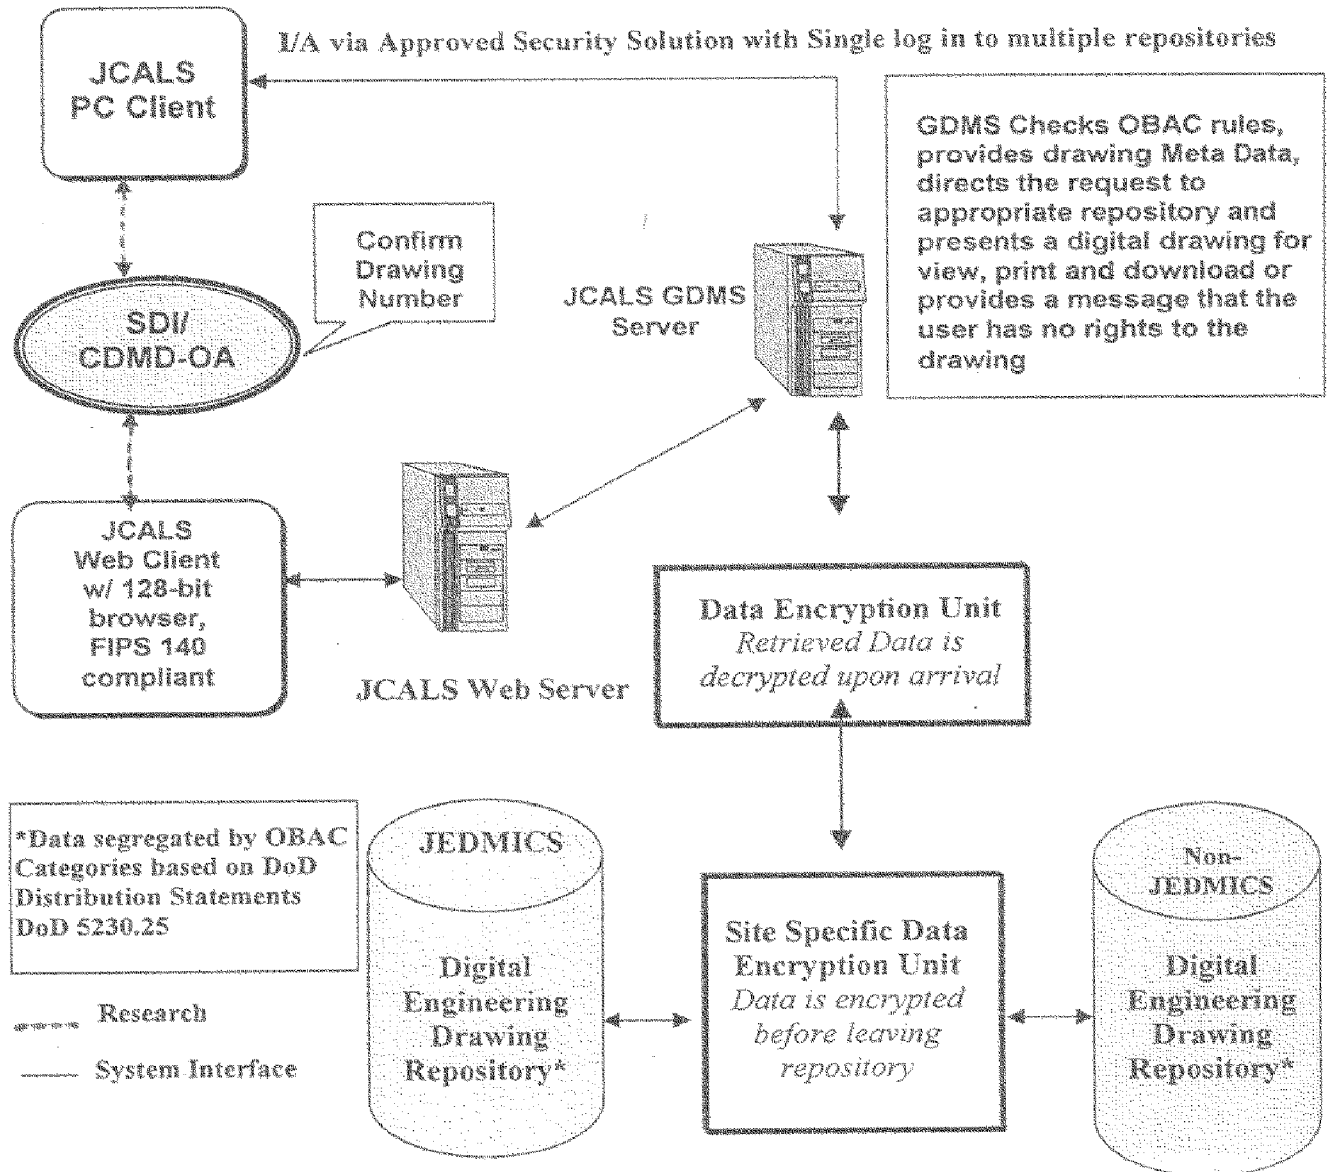 I/A via Approved Security Solution with Single log in to multiple repositories
JCALS
PC Client
GDMS Checks OBAC rules,
provides drawing Meta Data,
directs the request to
appropriate repository and
presents a digital drawing for
view, print and download or
provides a message that the
user has no rights to the
drawing
Confirm
Drawing
Number
JCALS GDMS
Server
SDI/
CDMD-OA
JCALS
Web Client
w/ 128-bit
browser,
FIPS 140
compliant
JCALS Web Server
Data Encryption Unit
Retrieved Data is
decrypted upon arrival
*Data segregated by OBAC
Categories based on DoD
Distribution Statements
DoD 5230.25
Research
System Interface
JEDMICS
Digital
Engineering
Drawing
Repository*
Site Specific Data
Encryption Unit
Data is encrypted
before leaving
repository
Non-
JEDMICS
Digital
Engineering
Drawing
Repository*